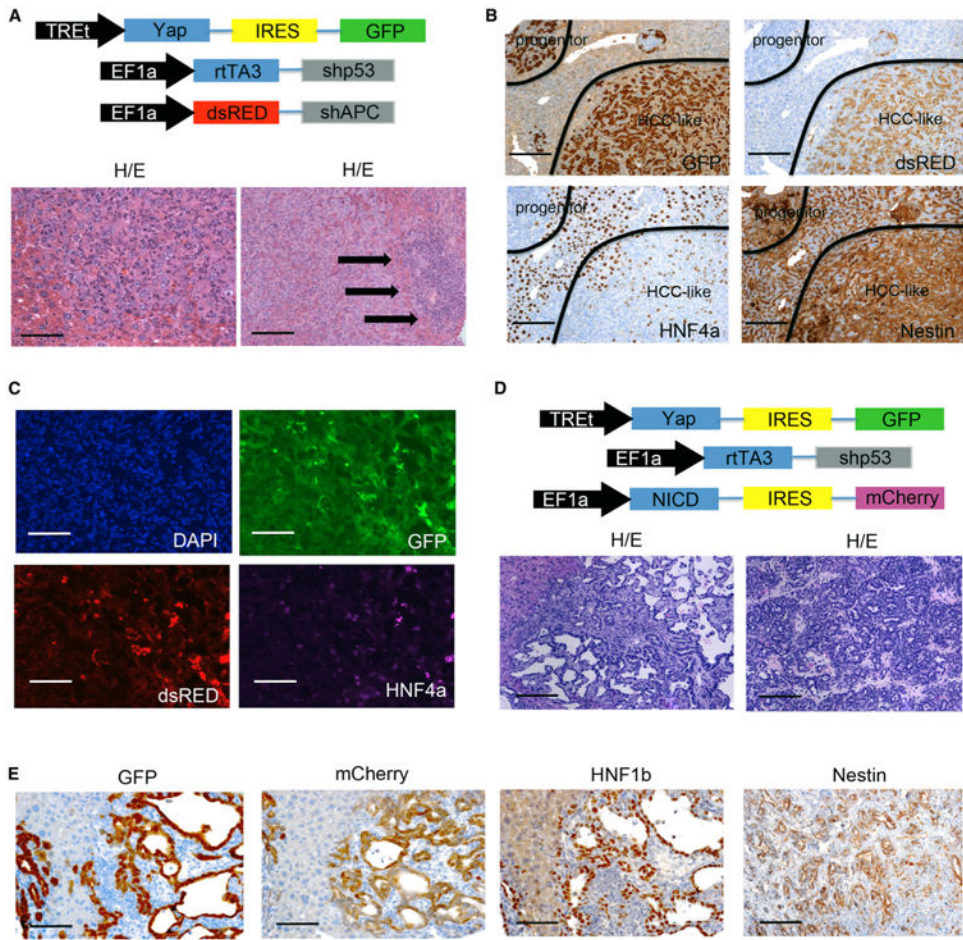 A
TREt Yap IRES GFP
EF1a rtTA3 shp53
EF1a dsRED shAPC
H/E H/E
B
progenitor progenitor
HCC-like HCC-like
GFP dsRED
progenitor progenitor
HCC-like HCC-like
HNF4a Nestin
C
DAPI GFP
dsRED HNF4a
D
TREt Yap IRES GFP
EF1a rtTA3 shp53
EF1a NICD IRES mCherry
H/E H/E
E
GFP mCherry HNF1b Nestin